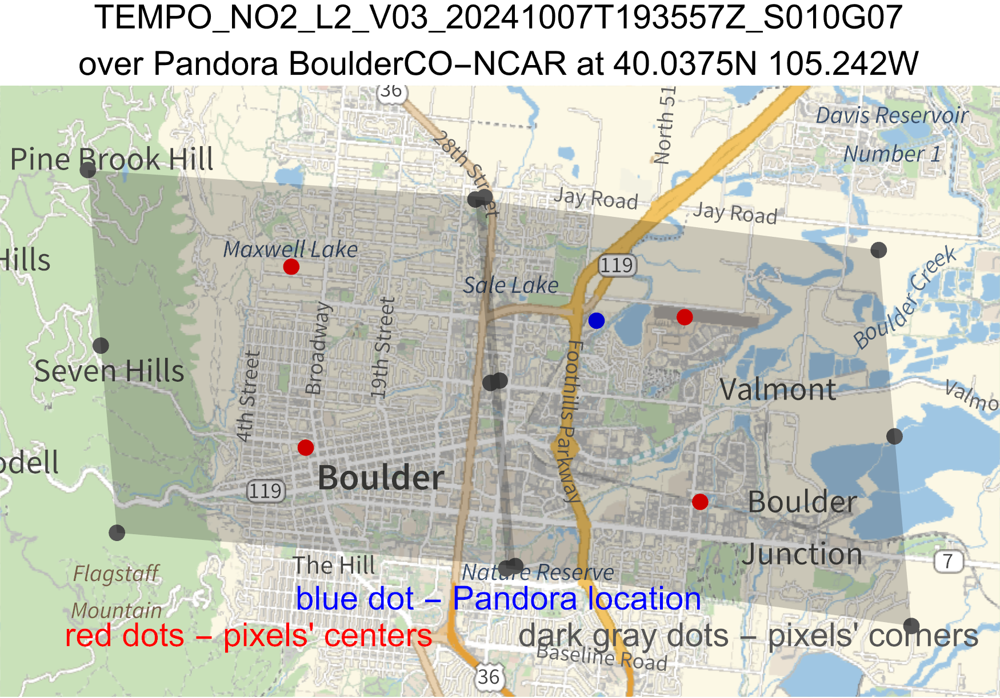 TEMPO_NO2_L2_V03_20241007T193557Z_S010G07
over Pandora BoulderCO−NCAR at 40.0375N 105.242W
36
North 51
Davis Reservoir
Number 1
28th Street
Pine Brook Hill
Jay Road
Jay Road
Maxwell Lake
Hills
119
Sale Lake
Boulder Creek
Broadway
19th Street
4th Street
Seven Hills
Foothills Parkway
Valmont
Valmo
odell
Boulder
119
Boulder
Junction
The Hill
Nature Reserve
7
Flagstaff
Mountain
blue dot − Pandora location
red dots − pixels' centers
dark gray dots − pixels' corners
Baseline Road
36